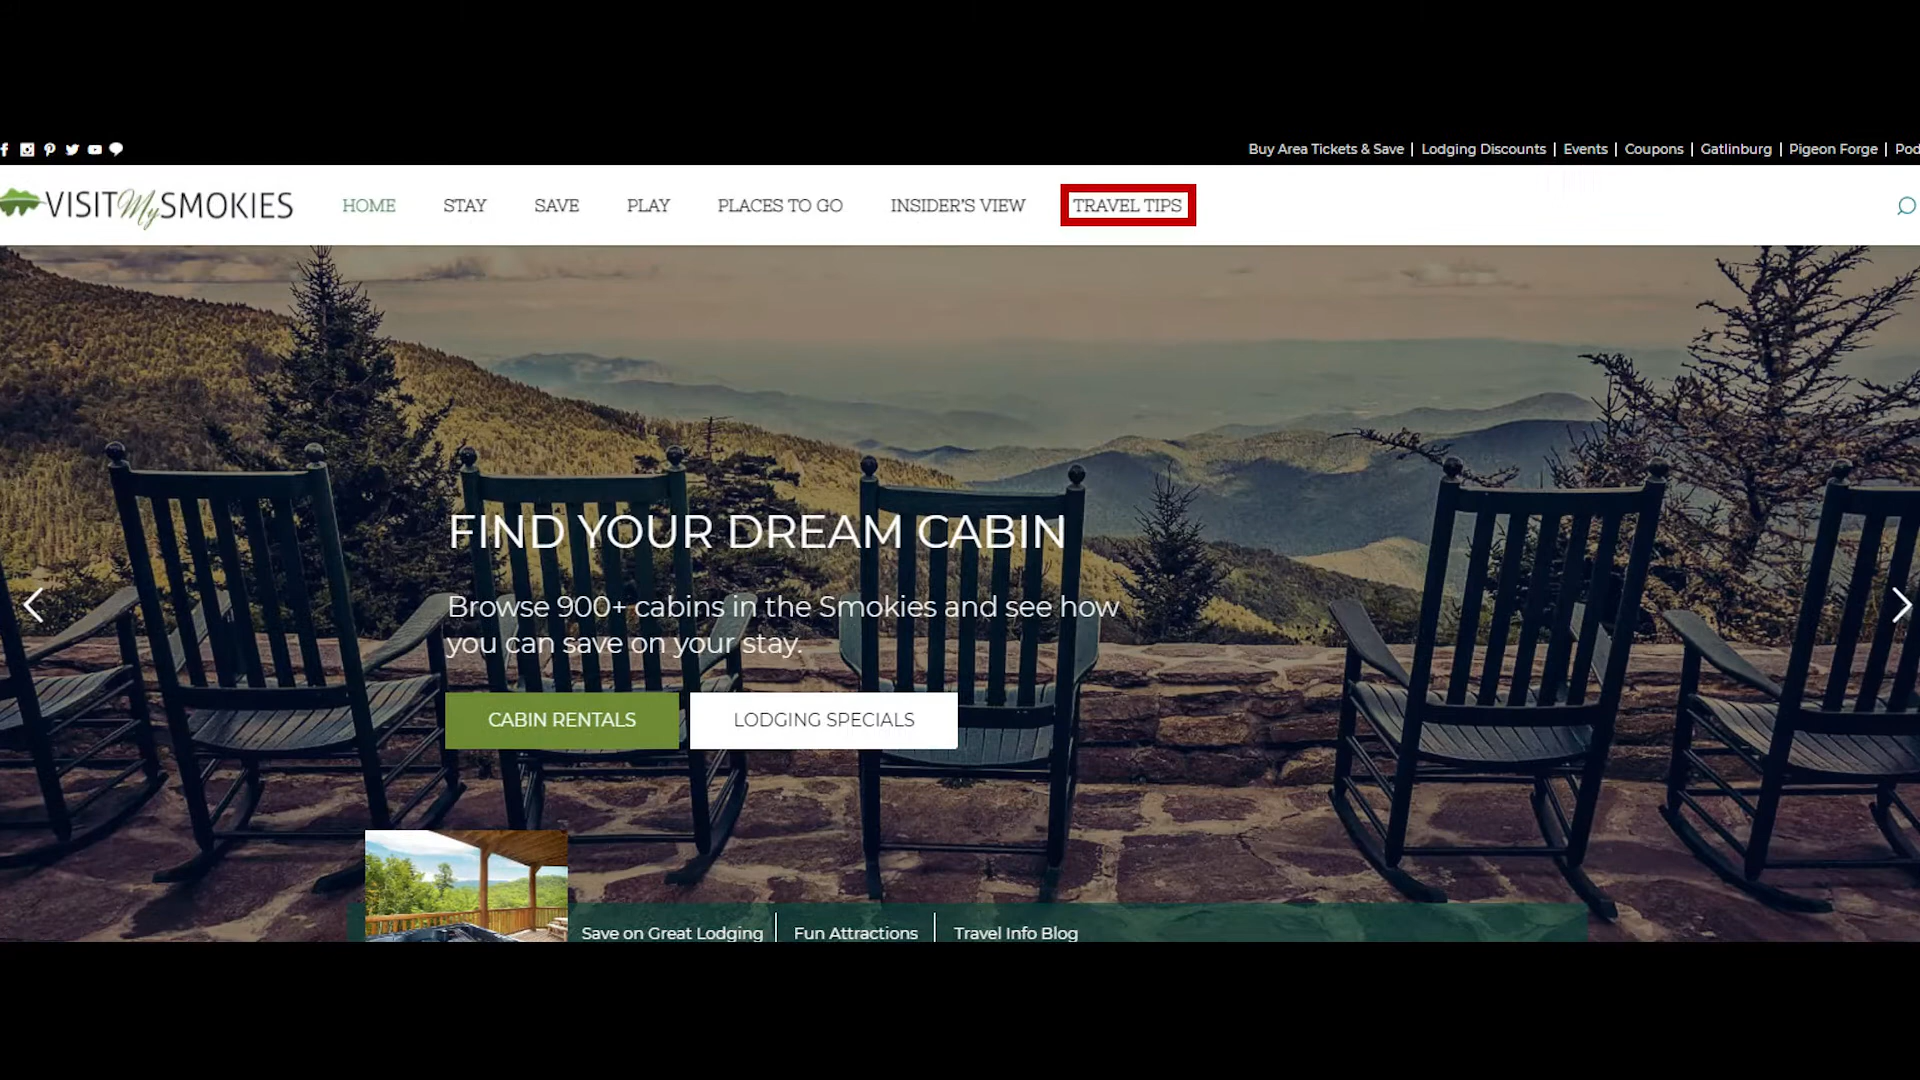 Buy Area Tickets & Save | Lodging Discounts | Events | Coupons | Gatlinburg | Pigeon Forge | Pod
VISIT My SMOKIES
HOME STAY SAVE PLAY PLACES TO GO INSIDER'S VIEW TRAVEL TIPS
FIND YOUR DREAM CABIN
Browse 900+ cabins in the Smokies and see how
you can save on your stay.
CABIN RENTALS LODGING SPECIALS
Save on Great Lodging | Fun Attractions | Travel Info Blog